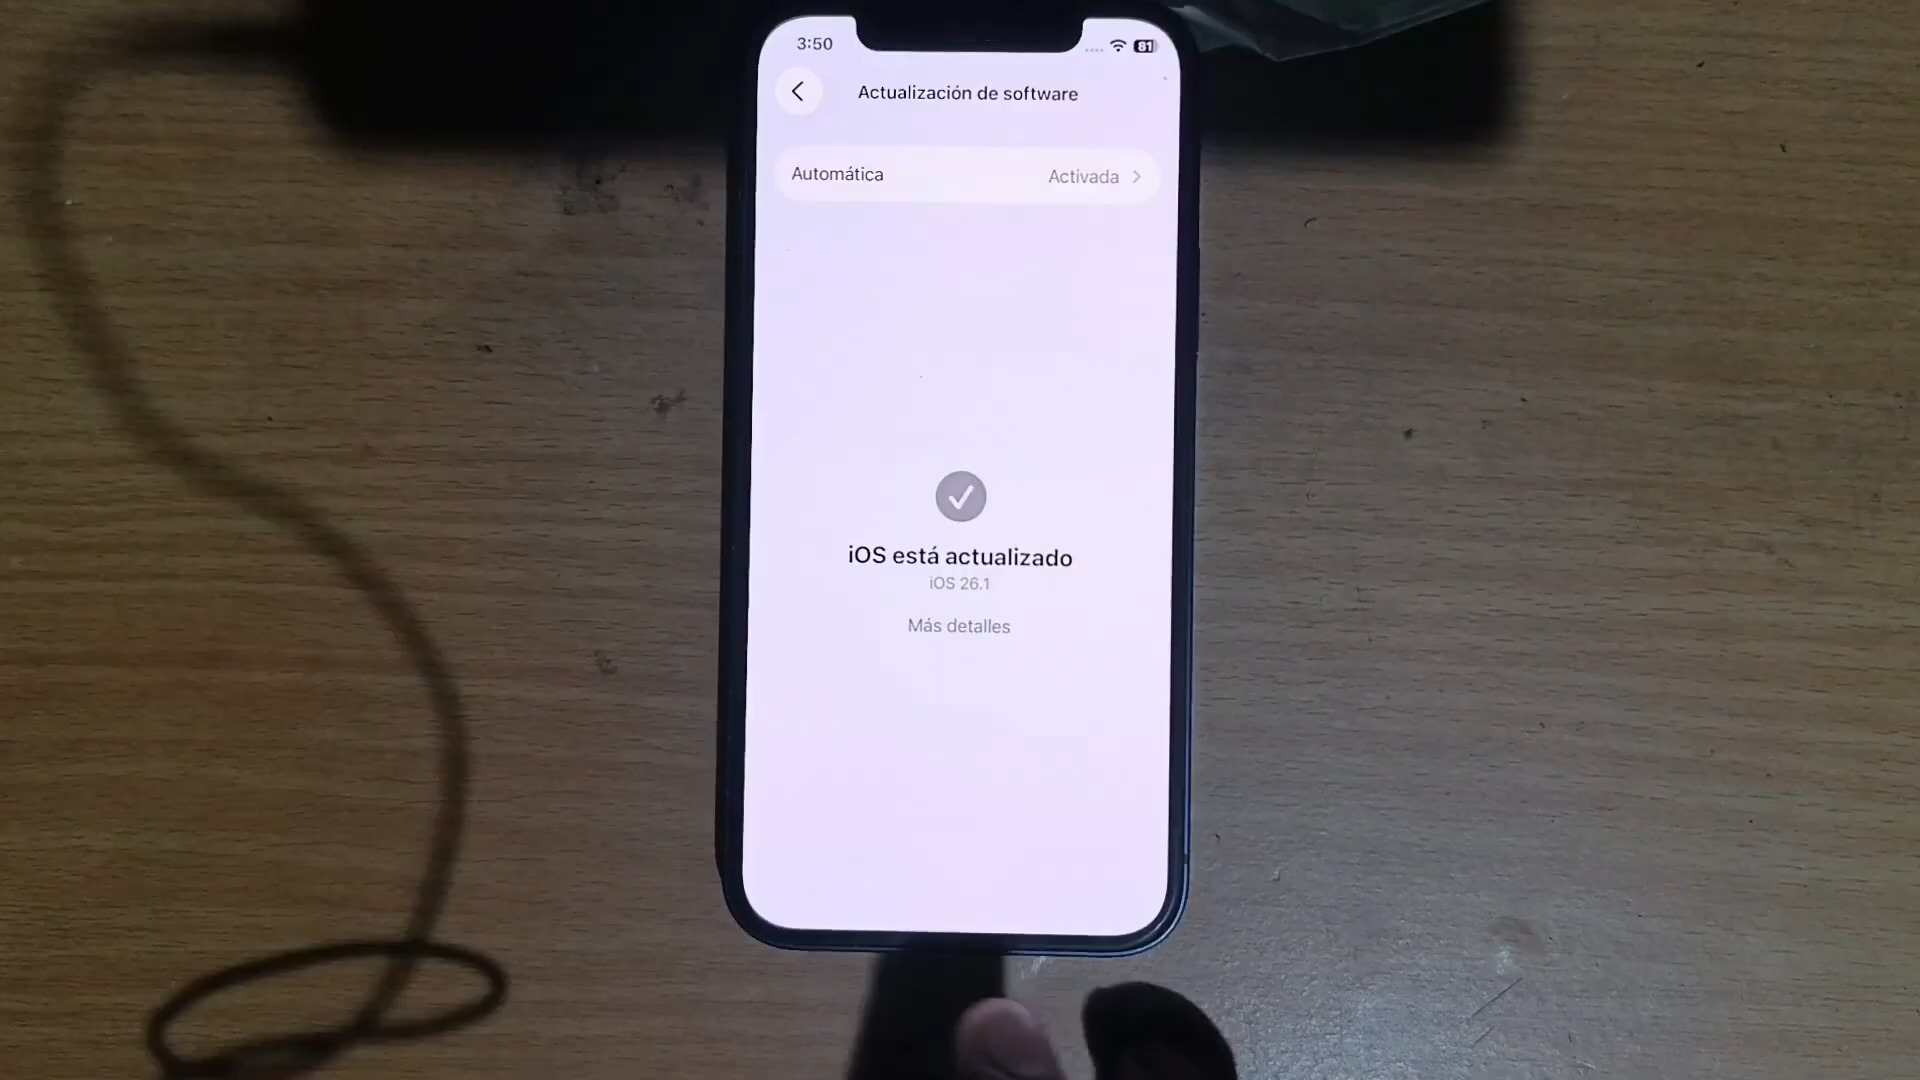 3:50
81
Actualización de software
Automática
Activada
iOS está actualizado
iOS 26.1
Más detalles